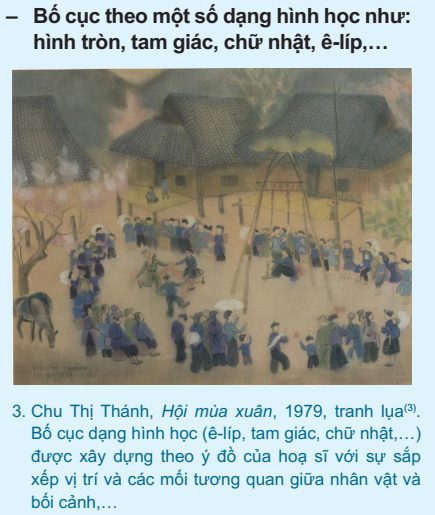 – Bố cục theo một số dạng hình học như:
hình tròn, tam giác, chữ nhật, ê-líp,…
3. Chu Thị Thánh, Hội mùa xuân, 1979, tranh lụa(3).
Bố cục dạng hình học (ê-líp, tam giác, chữ nhật,…)
được xây dựng theo ý đồ của hoạ sĩ với sự sắp
xếp vị trí và các mối tương quan giữa nhân vật và
bối cảnh,…